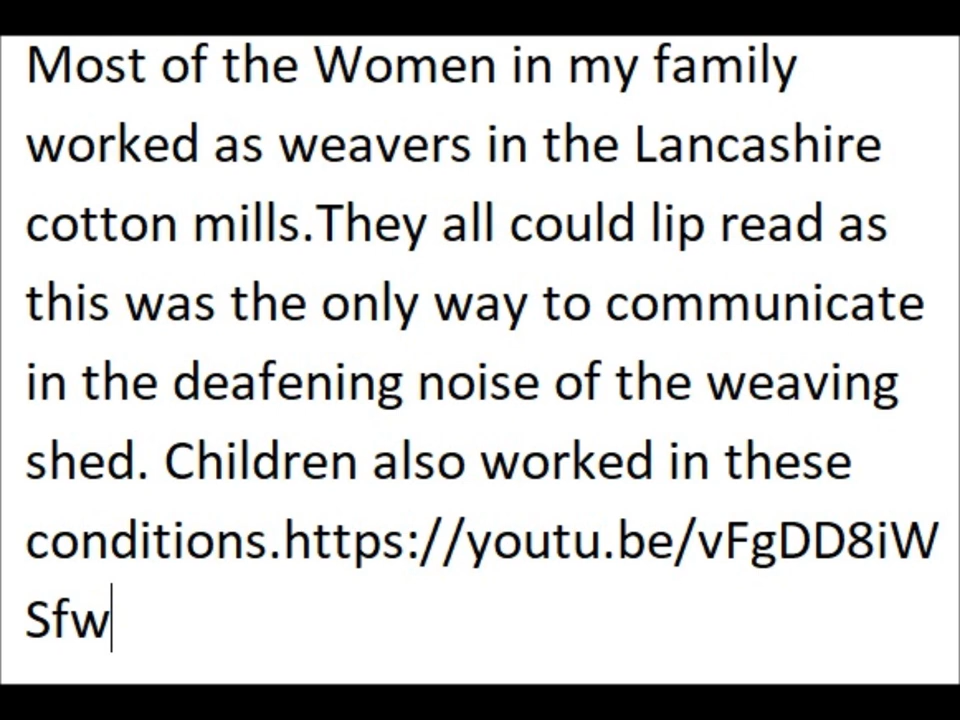 Most of the Women in my family
worked as weavers in the Lancashire
cotton mills.They all could lip read as
this was the only way to communicate
in the deafening noise of the weaving
shed. Children also worked in these
conditions.https://youtu.be/vFgDD8iW
Sfw